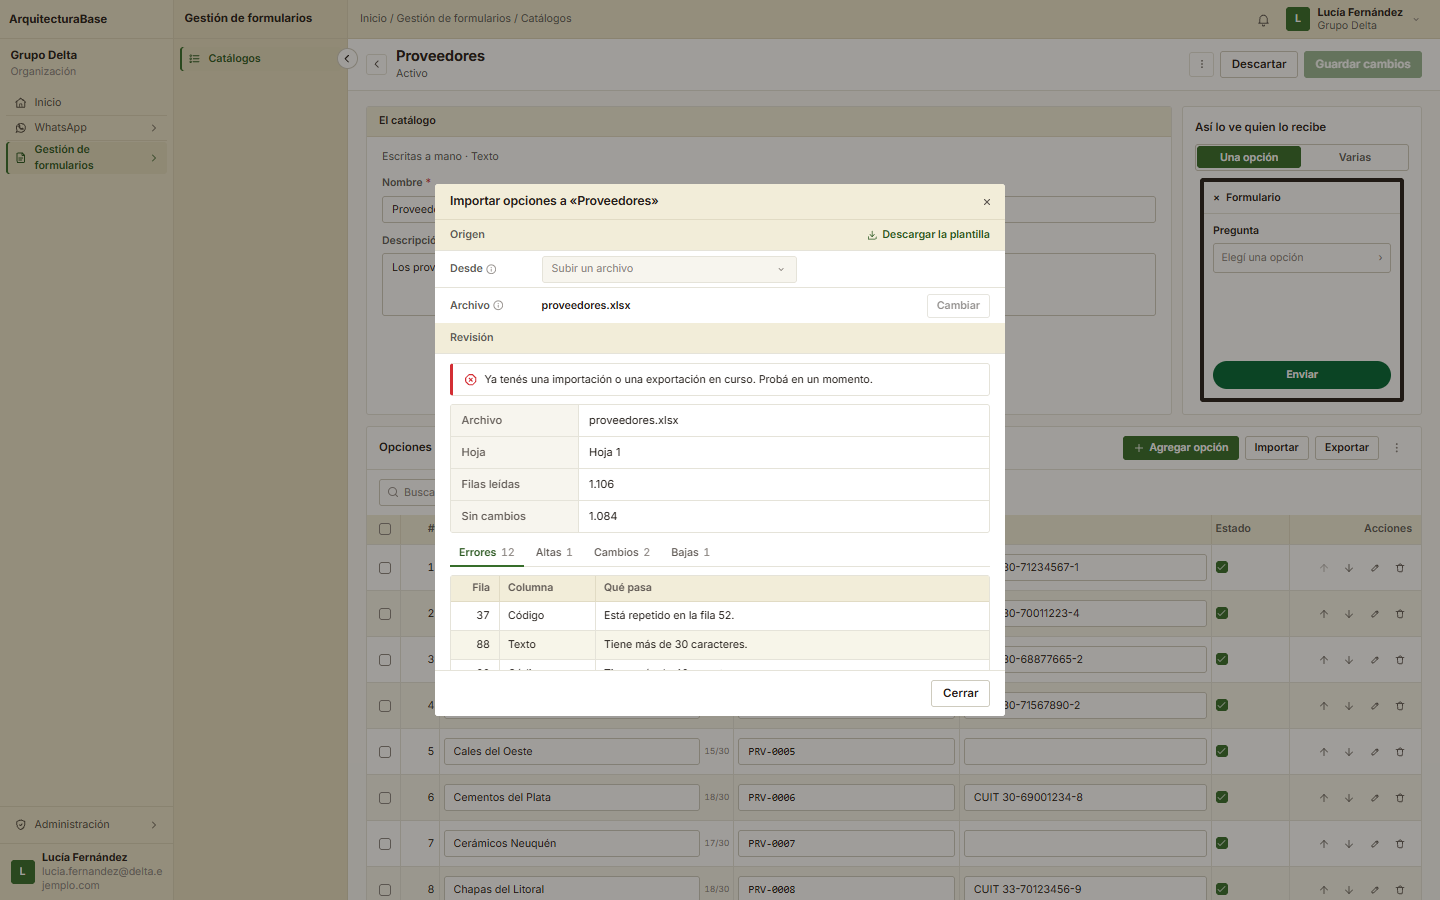 ArquitecturaBase
Gestión de formularios
Inicio / Gestión de formularios / Catálogos
L
Lucía Fernández
Grupo Delta
Grupo Delta
Organización
Inicio
WhatsApp
Gestión de
formularios
Catálogos
Proveedores
Activo
Descartar
Guardar cambios
El catálogo
Escritas a mano · Texto
Nombre *
Así lo ve quien lo recibe
Una opción
Varias
× Formulario
Pregunta
Elegí una opción
Enviar
Importar opciones a «Proveedores»
×
Origen
Descargar la plantilla
Desde
Subir un archivo
Archivo
proveedores.xlsx
Cambiar
Revisión
Ya tenés una importación o una exportación en curso. Probá en un momento.
Archivo
proveedores.xlsx
Hoja
Hoja 1
Filas leídas
1.106
Sin cambios
1.084
Errores 12
Altas 1
Cambios 2
Bajas 1
Fila
Columna
Qué pasa
37
Código
Está repetido en la fila 52.
88
Texto
Tiene más de 30 caracteres.
Cerrar
Opciones
Agregar opción
Importar
Exportar
#
Estado
Acciones
1
30-71234567-1
2
30-70011223-4
3
30-68877665-2
4
30-71567890-2
5
Cales del Oeste
15/30
PRV-0005
6
Cementos del Plata
18/30
PRV-0006
CUIT 30-69001234-8
7
Cerámicos Neuquén
17/30
PRV-0007
8
Chapas del Litoral
18/30
PRV-0008
CUIT 33-70123456-9
Administración
L
Lucía Fernández
lucia.fernandez@delta.e
jemplo.com